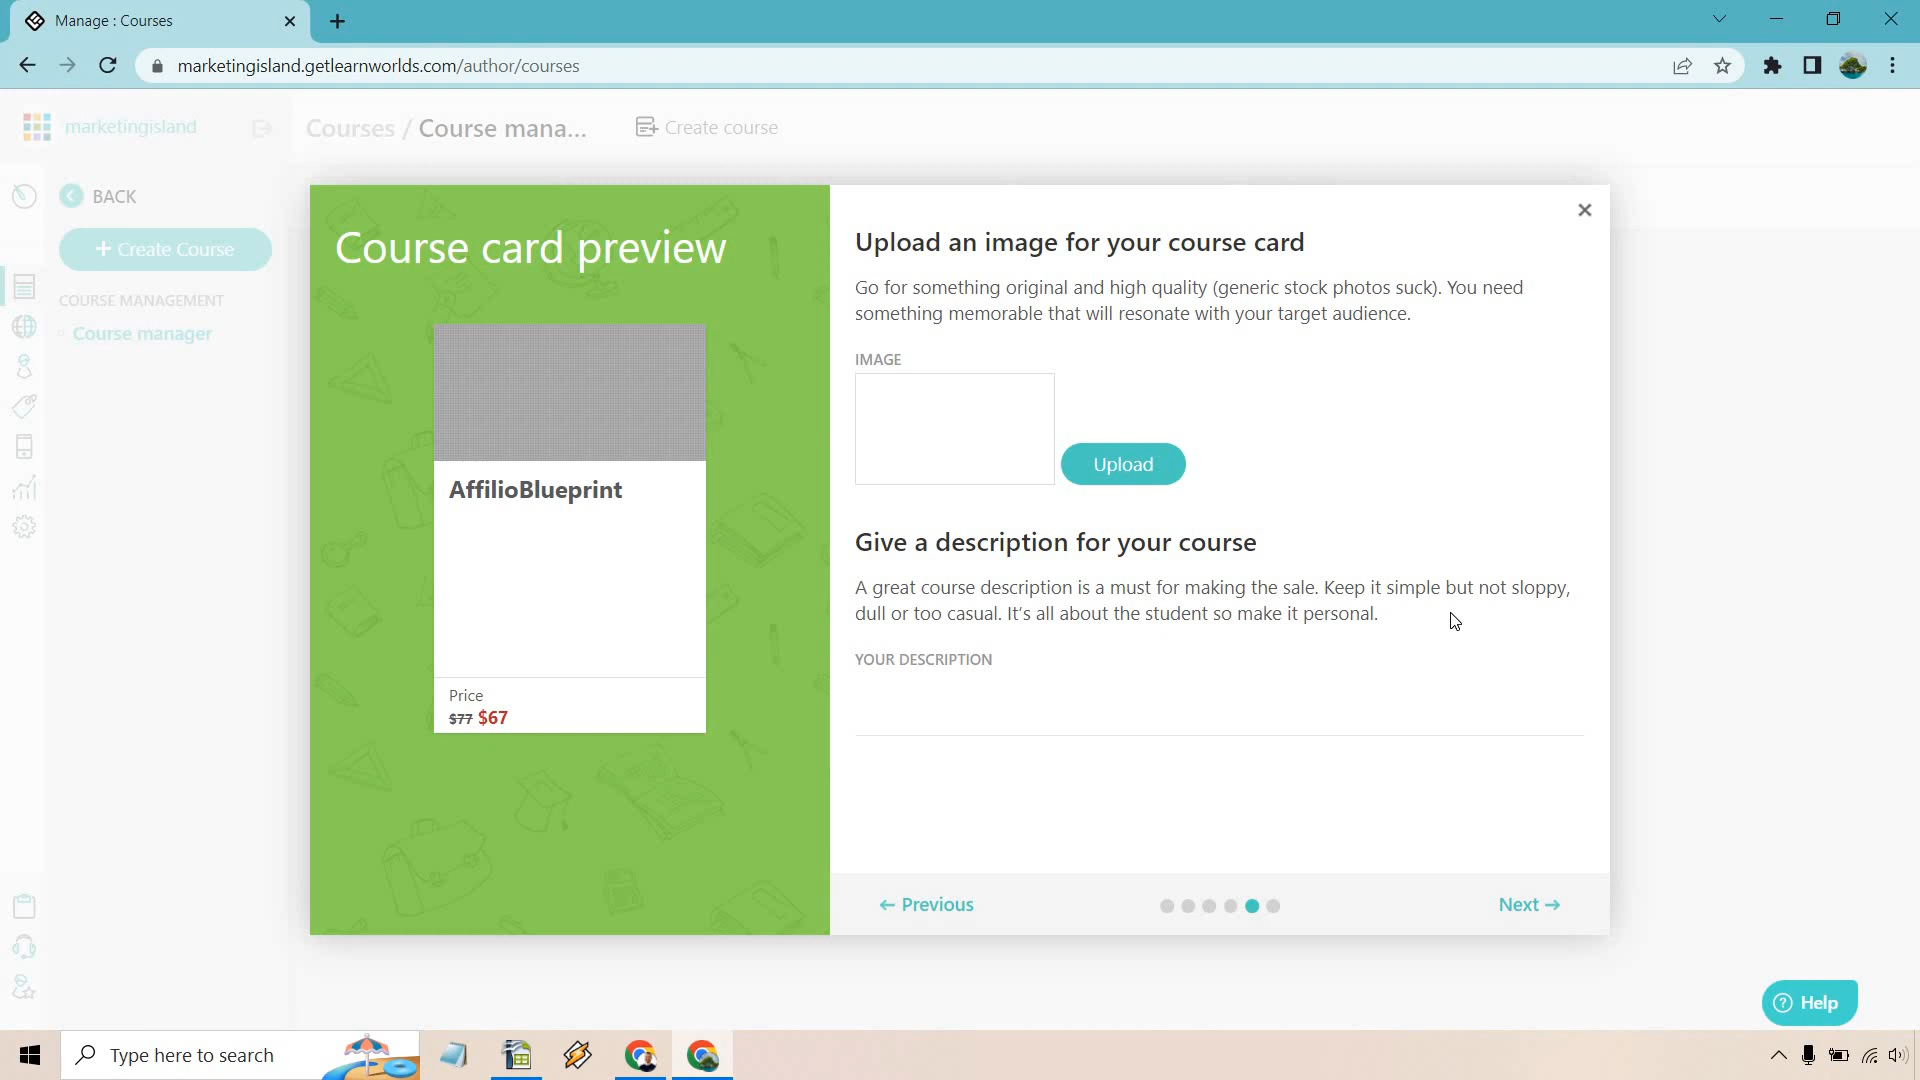 Manage : Courses
marketingisland.getlearnworlds.com/author/courses
marketingisland
Courses / Course mana...
Create course
BACK
+ Create Course
COURSE MANAGEMENT
Course manager
Course card preview
AffilioBlueprint
Price
$77 $67
Upload an image for your course card
Go for something original and high quality (generic stock photos suck). You need
something memorable that will resonate with your target audience.
IMAGE
Upload
Give a description for your course
A great course description is a must for making the sale. Keep it simple but not sloppy,
dull or too casual. It's all about the student so make it personal.
YOUR DESCRIPTION
← Previous
Next →
Help
Type here to search